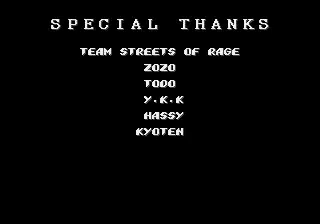 SPECIAL THANKS
TEAM STREETS OF RAGE
ZOZO
TODO
Y.K.K
HASSY
KYOTEN